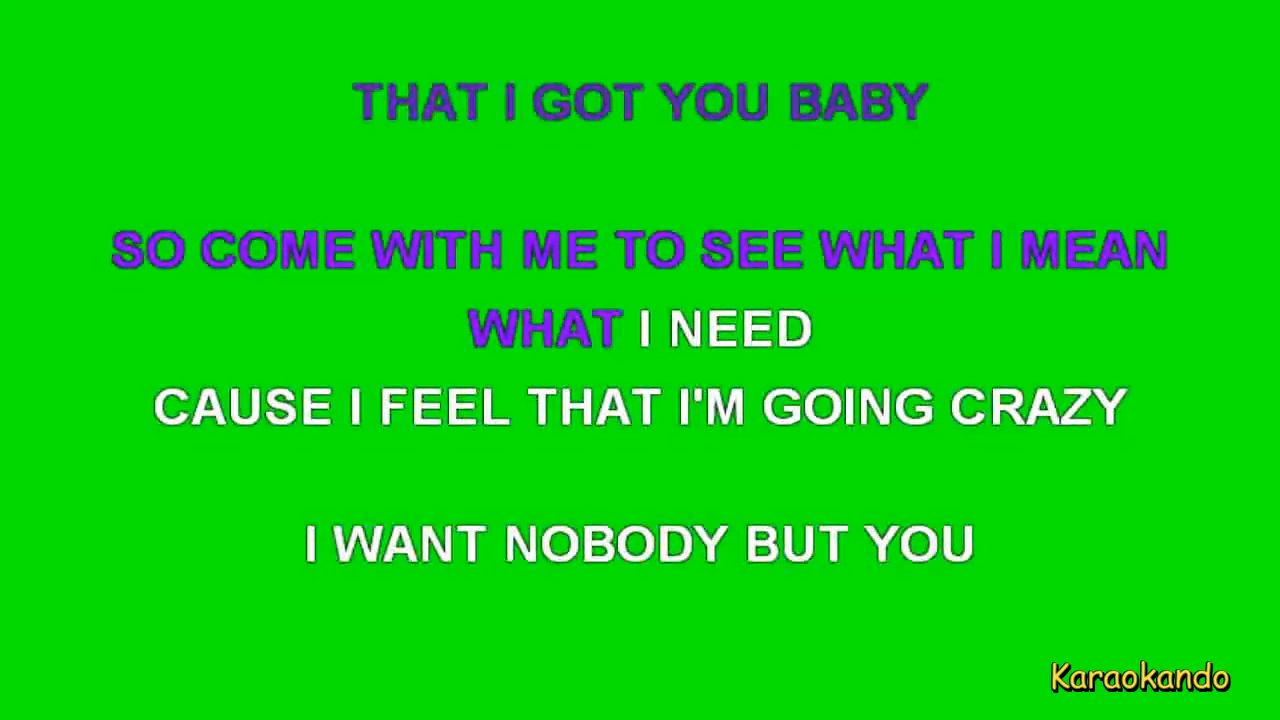 THAT I GOT YOU BABY
SO COME WITH ME TO SEE WHAT I MEAN
WHAT I NEED
CAUSE I FEEL THAT I'M GOING CRAZY
I WANT NOBODY BUT YOU
Karaokando